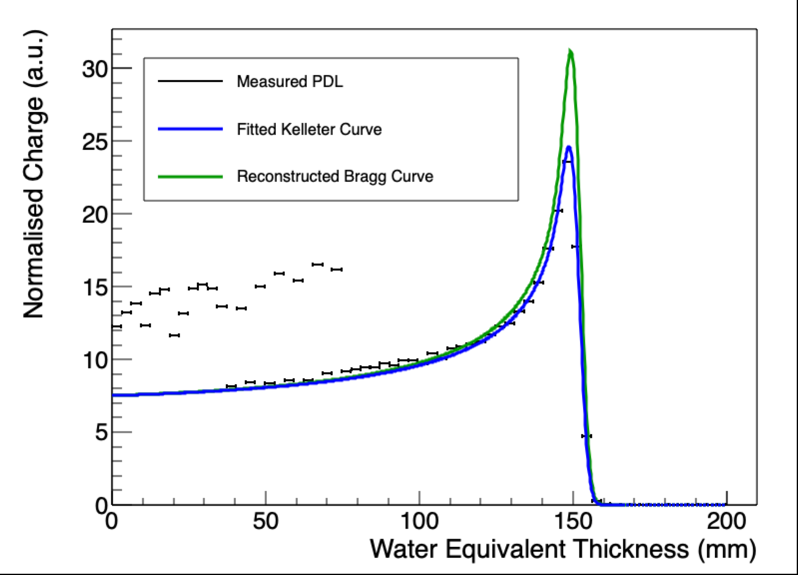 Normalised Charge (a.u.)
30
25
20
15
10
5
0
Measured PDL
Fitted Kelleter Curve
Reconstructed Bragg Curve
0 50 100 150 200
Water Equivalent Thickness (mm)